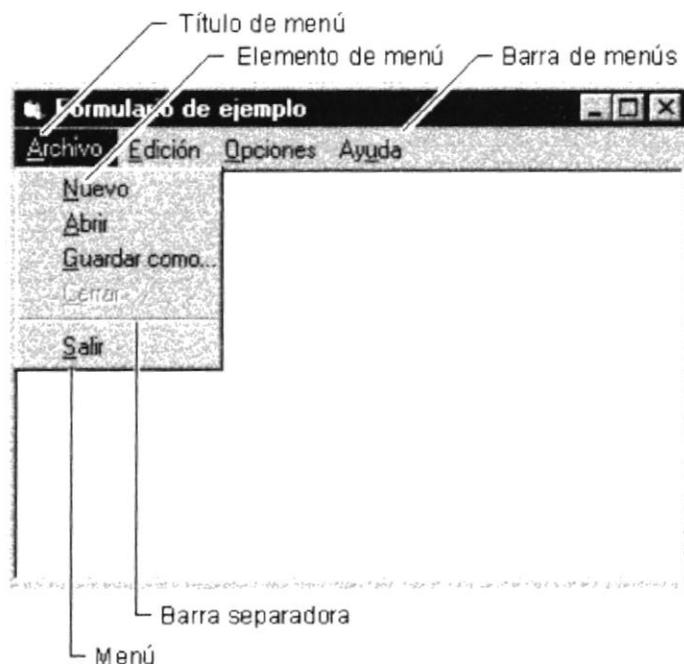 Título de menú
Elemento de menú
Barra de menús
Formulario de ejemplo
Archivo Edición Opciones Ayuda
Nuevo
Abrir
Guardar como...
Cerrar
Salir
Barra separadora
Menú